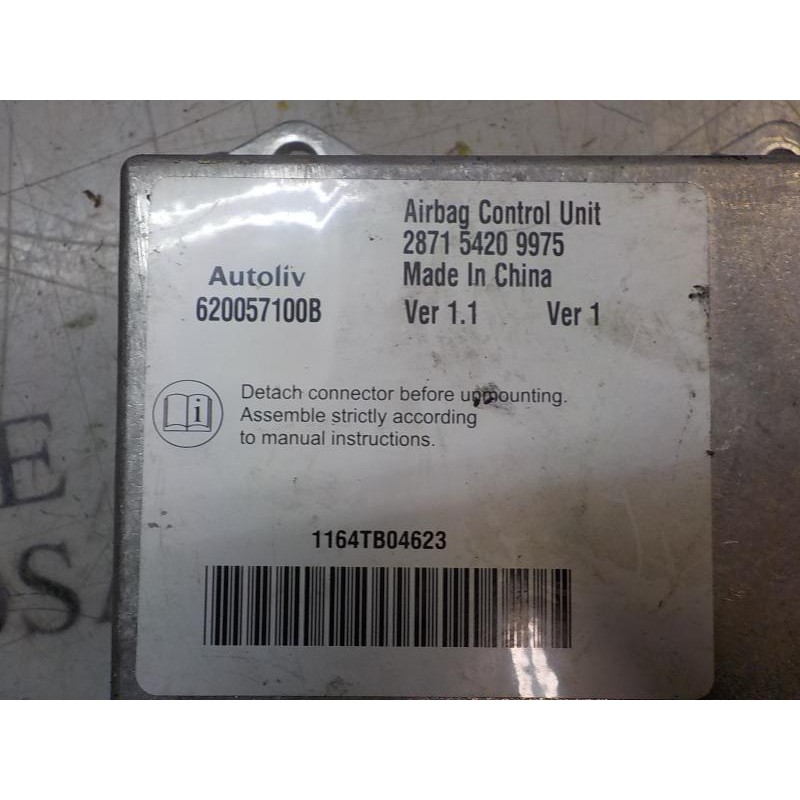 Airbag Control Unit
2871 5420 9975
Autoliv
Made In China
620057100B
Ver 1.1 Ver 1
i
Detach connector before unmounting.
Assemble strictly according
to manual instructions.
1164TB04623